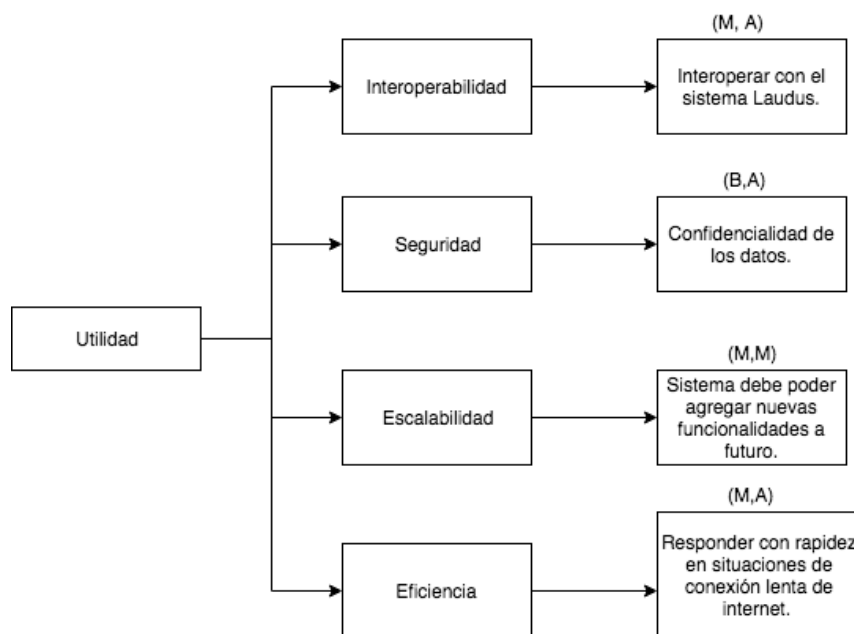 (M, A)
Interoperabilidad
Interoperar con el
sistema Laudus.
(B,A)
Seguridad
Confidencialidad de
los datos.
Utilidad
(M,M)
Escalabilidad
Sistema debe poder
agregar nuevas
funcionalidades a
futuro.
(M,A)
Eficiencia
Responder con rapidez
en situaciones de
conexión lenta de
internet.